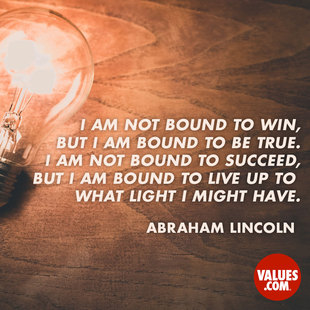 I AM NOT BOUND TO WIN,
BUT I AM BOUND TO BE TRUE.
I AM NOT BOUND TO SUCCEED,
BUT I AM BOUND TO LIVE UP TO
WHAT LIGHT I MIGHT HAVE.
ABRAHAM LINCOLN
VALUES
.COM